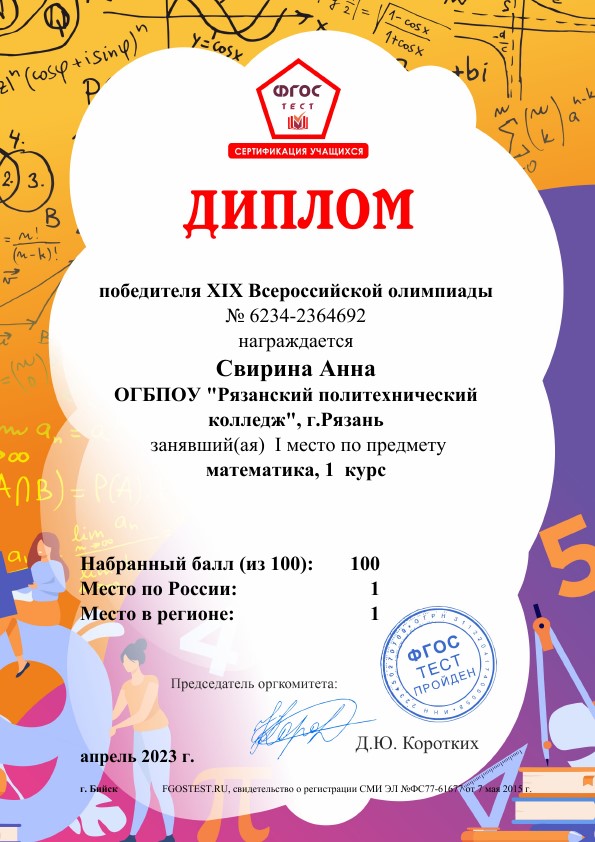 y=cosx
ФГОС
ТЕСТ
СЕРТИФИКАЦИЯ УЧАЩИХСЯ
ДИПЛОМ
победителя XIX Всероссийской олимпиады
№ 6234-2364692
награждается
Свирина Анна
ОГБПОУ "Рязанский политехнический
колледж", г.Рязань
занявший(ая) I место по предмету
математика, 1 курс
Набранный балл (из 100): 100
Место по России: 1
Место в регионе: 1
ФГОС
ТЕСТ
ПРОЙДЕН
Председатель оргкомитета:
Д.Ю. Коротких
апрель 2023 г.
г. Бийск FGOSTEST.RU, свидетельство о регистрации СМИ ЭЛ №ФС77-61677 от 7 мая 2015 г.